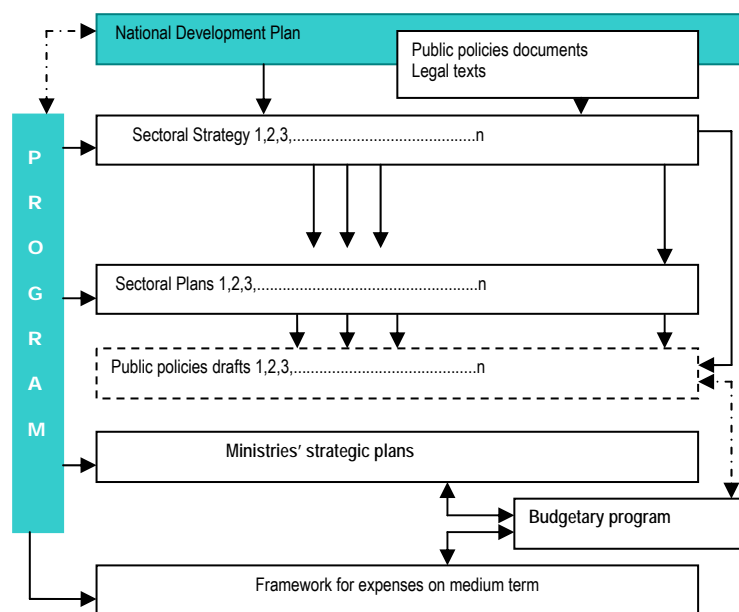 National Development Plan
Public policies documents
Legal texts
P
R
O
G
R
A
M
Sectoral Strategy 1,2,3,................................................n
Sectoral Plans 1,2,3,.....................................................n
Public policies drafts 1,2,3,............................................n
Ministries’ strategic plans
Budgetary program
Framework for expenses on medium term